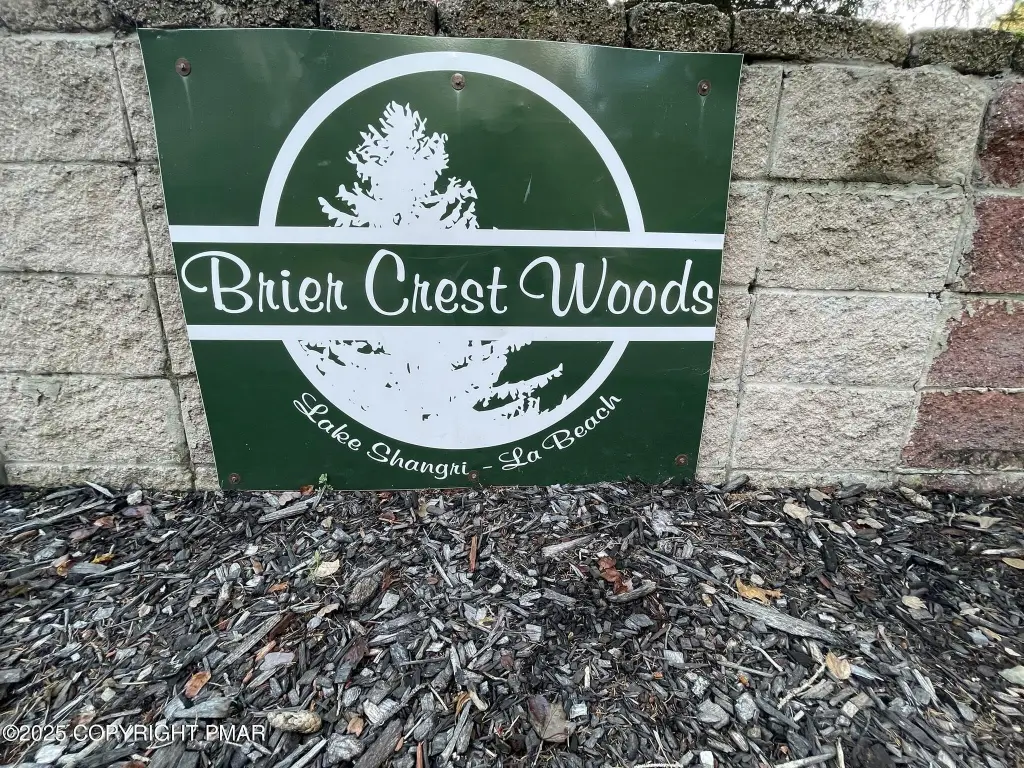 Brier Crest Woods
Lake Shangri - La Beach
©2025 COPYRIGHT PMAR